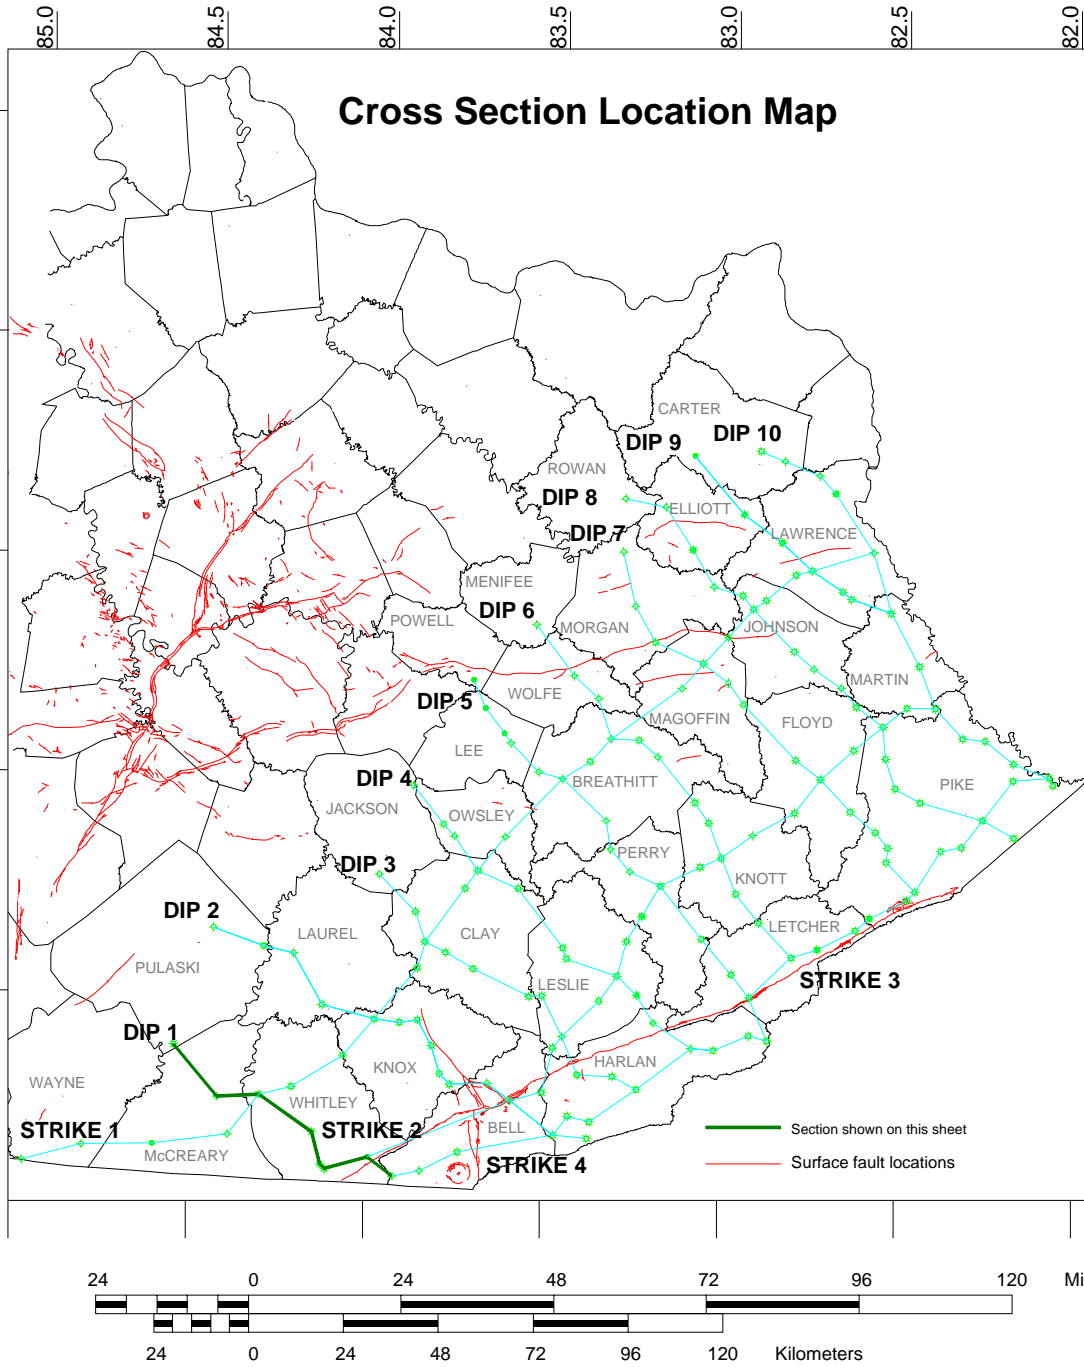 85.0 84.5 84.0 83.5 83.0 82.5 82.0
Cross Section Location Map
CARTER
DIP 9 DIP 10
ROWAN
DIP 8
ELLIOTT
DIP 7
LAWRENCE
MENIFEE
DIP 6
POWELL
MORGAN
JOHNSON
MARTIN
WOLFE
DIP 5
MAGOFFIN
FLOYD
LEE
DIP 4
BREATHITT
PIKE
JACKSON
OWSLEY
DIP 3
PERRY
KNOTT
DIP 2
LAUREL
CLAY
LETCHER
PULASKI
LESLIE
STRIKE 3
DIP 1
WAYNE
KNOX
HARLAN
WHITLEY
STRIKE 1
STRIKE 2
BELL
McCREARY
STRIKE 4
Section shown on this sheet
Surface fault locations
24 0 24 48 72 96 120 Mi
24 0 24 48 72 96 120 Kilometers